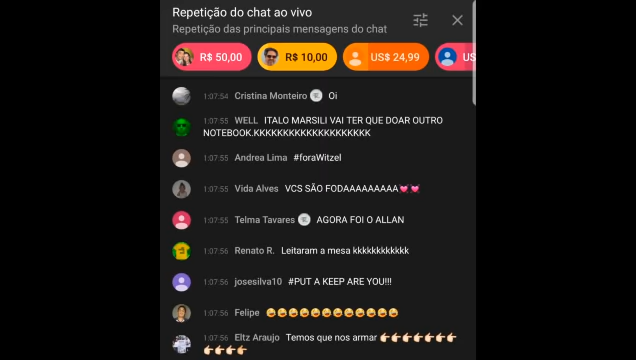 Repetição do chat ao vivo
Repetição das principais mensagens do chat
R$ 50,00 R$ 10,00 US$ 24,99 US
1:07:54 Cristina Monteiro Oi
1:07:55 WELL ITALO MARSILI VAI TER QUE DOAR OUTRO
NOTEBOOK.KKKKKKKKKKKKKKKKKKKK
1:07:55 Andrea Lima #foraWitzel
1:07:55 Vida Alves VCS SÃO FODAAAAAAAAA💓💓
1:07:55 Telma Tavares AGORA FOI O ALLAN
1:07:56 Renato R. Leitaram a mesa kkkkkkkkkkkk
1:07:56 josesilva10 #PUT A KEEP ARE YOU!!!
1:07:56 Felipe 🤪🤪🤪🤪🤪🤪🤪🤪🤪🤪🤪
1:07:56 Eltz Araujo Temos que nos armar 👉🏻👉🏻👉🏻👉🏻👉🏻👉🏻👉🏻
👉🏻👉🏻👉🏻👉🏻